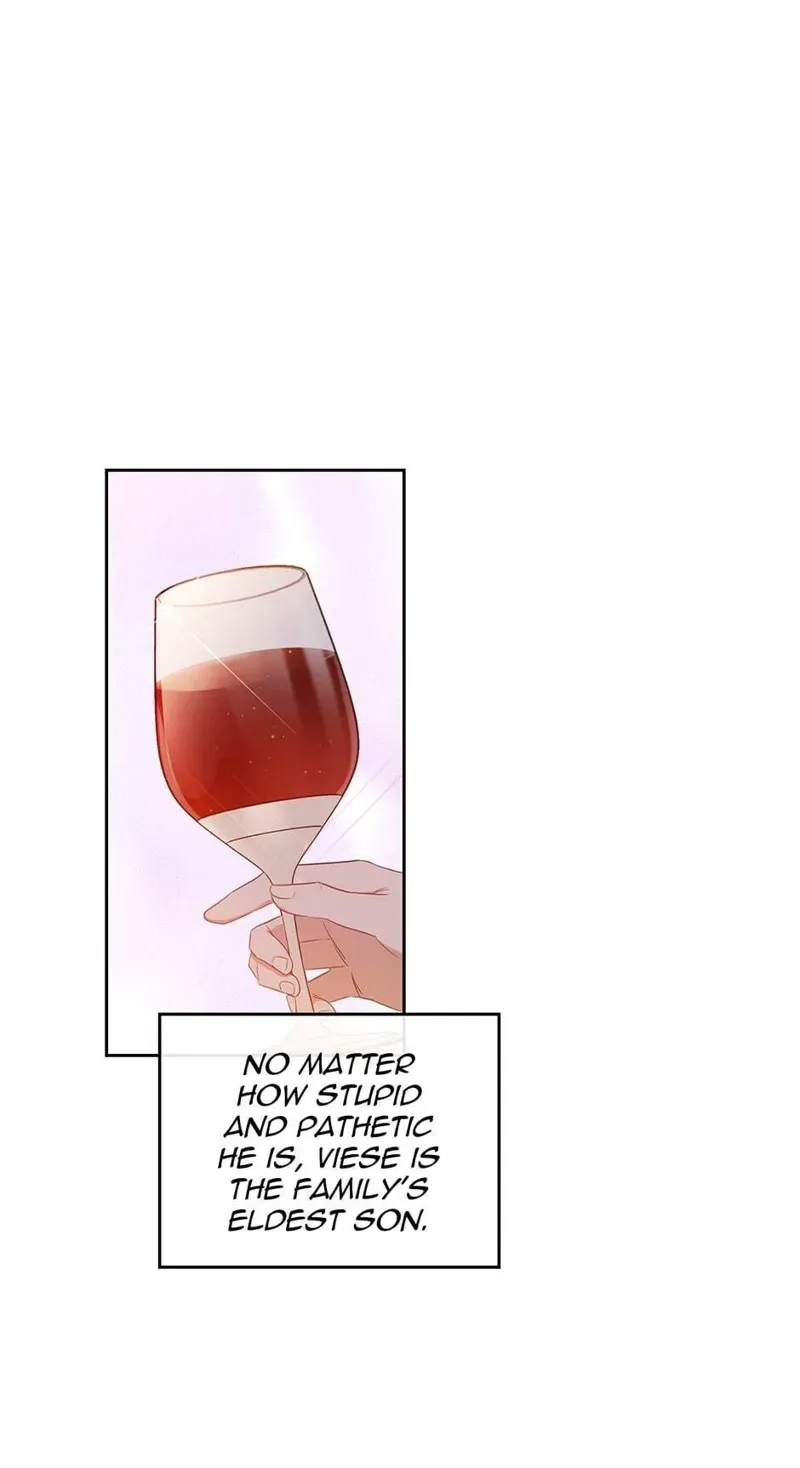 NO MATTER
HOW STUPID
AND PATHETIC
HE IS, VIESE IS
THE FAMILY'S
ELDEST SON.